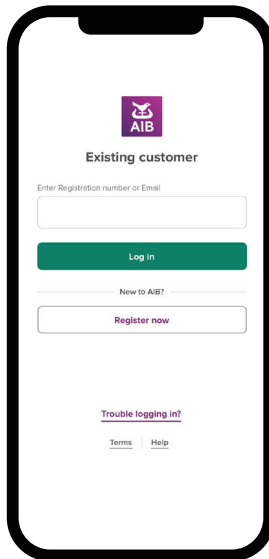 AIB
Existing customer
Enter Registration number or Email
Log in
New to AIB?
Register now
Trouble logging in?
Terms Help